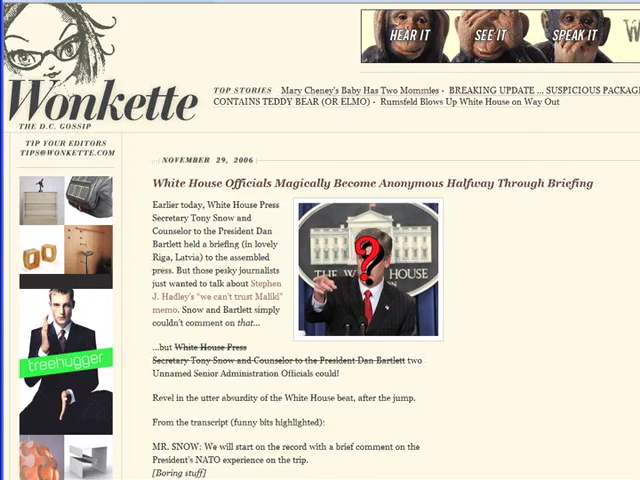 HEAR IT SEE IT SPEAK IT
Wonkette
THE D.C. GOSSIP
TOP STORIES Mary Cheney's Baby Has Two Mommies • BREAKING UPDATE ... SUSPICIOUS PACKAGE
CONTAINS TEDDY BEAR (OR ELMO) • Rumsfeld Blows Up White House on Way Out
TIP YOUR EDITORS
TIPS@WONKETTE.COM
NOVEMBER 29, 2006
White House Officials Magically Become Anonymous Halfway Through Briefing
Earlier today, White House Press
Secretary Tony Snow and
Counselor to the President Dan
Bartlett held a briefing (in lovely
Riga, Latvia) to the assembled
press. But those pesky journalists
just wanted to talk about Stephen
J. Hadley's "we can't trust Maliki"
memo. Snow and Bartlett simply
couldn't comment on that...
THE WHITE HOUSE
?
treehugger
...but White House Press
Secretary Tony Snow and Counselor to the President Dan Bartlett two
Unnamed Senior Administration Officials could!
Revel in the utter absurdity of the White House beat, after the jump.
From the transcript (funny bits highlighted):
MR. SNOW: We will start on the record with a brief comment on the
President's NATO experience on the trip.
[Boring stuff]